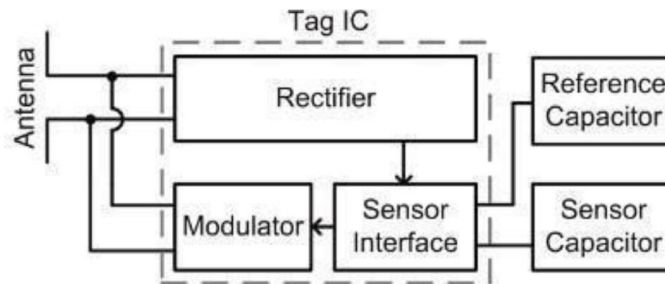 Tag IC
Antenna
Rectifier
Reference
Capacitor
Modulator
Sensor
Interface
Sensor
Capacitor